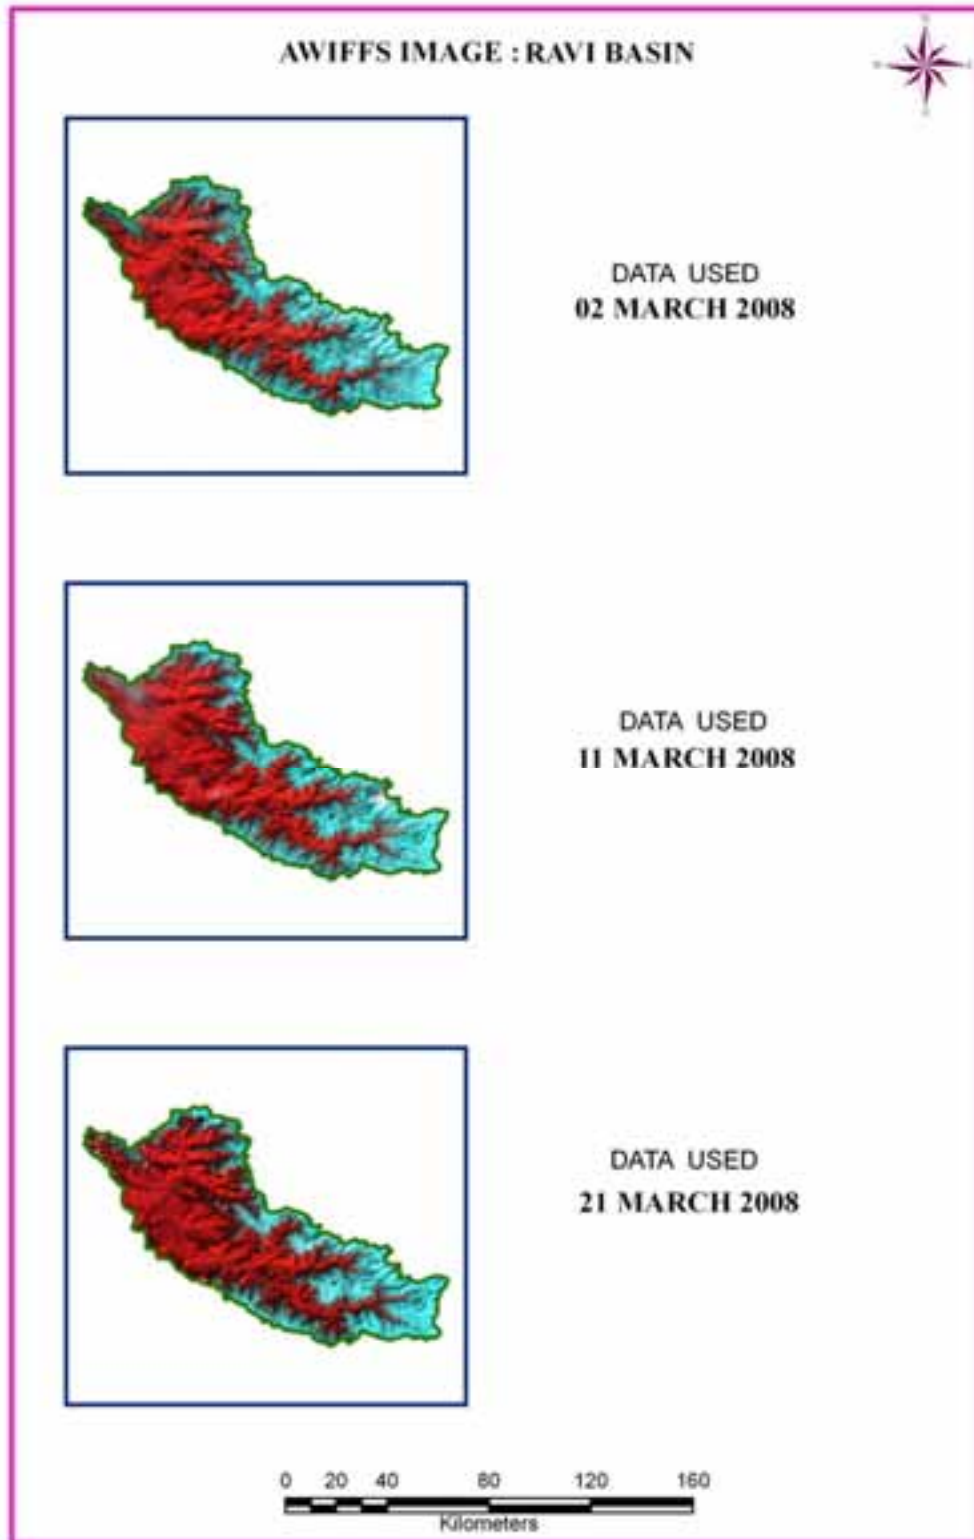 AWIFFS IMAGE : RAVI BASIN
DATA USED
02 MARCH 2008
DATA USED
11 MARCH 2008
DATA USED
21 MARCH 2008
0 20 40 80 120 160
Kilometers